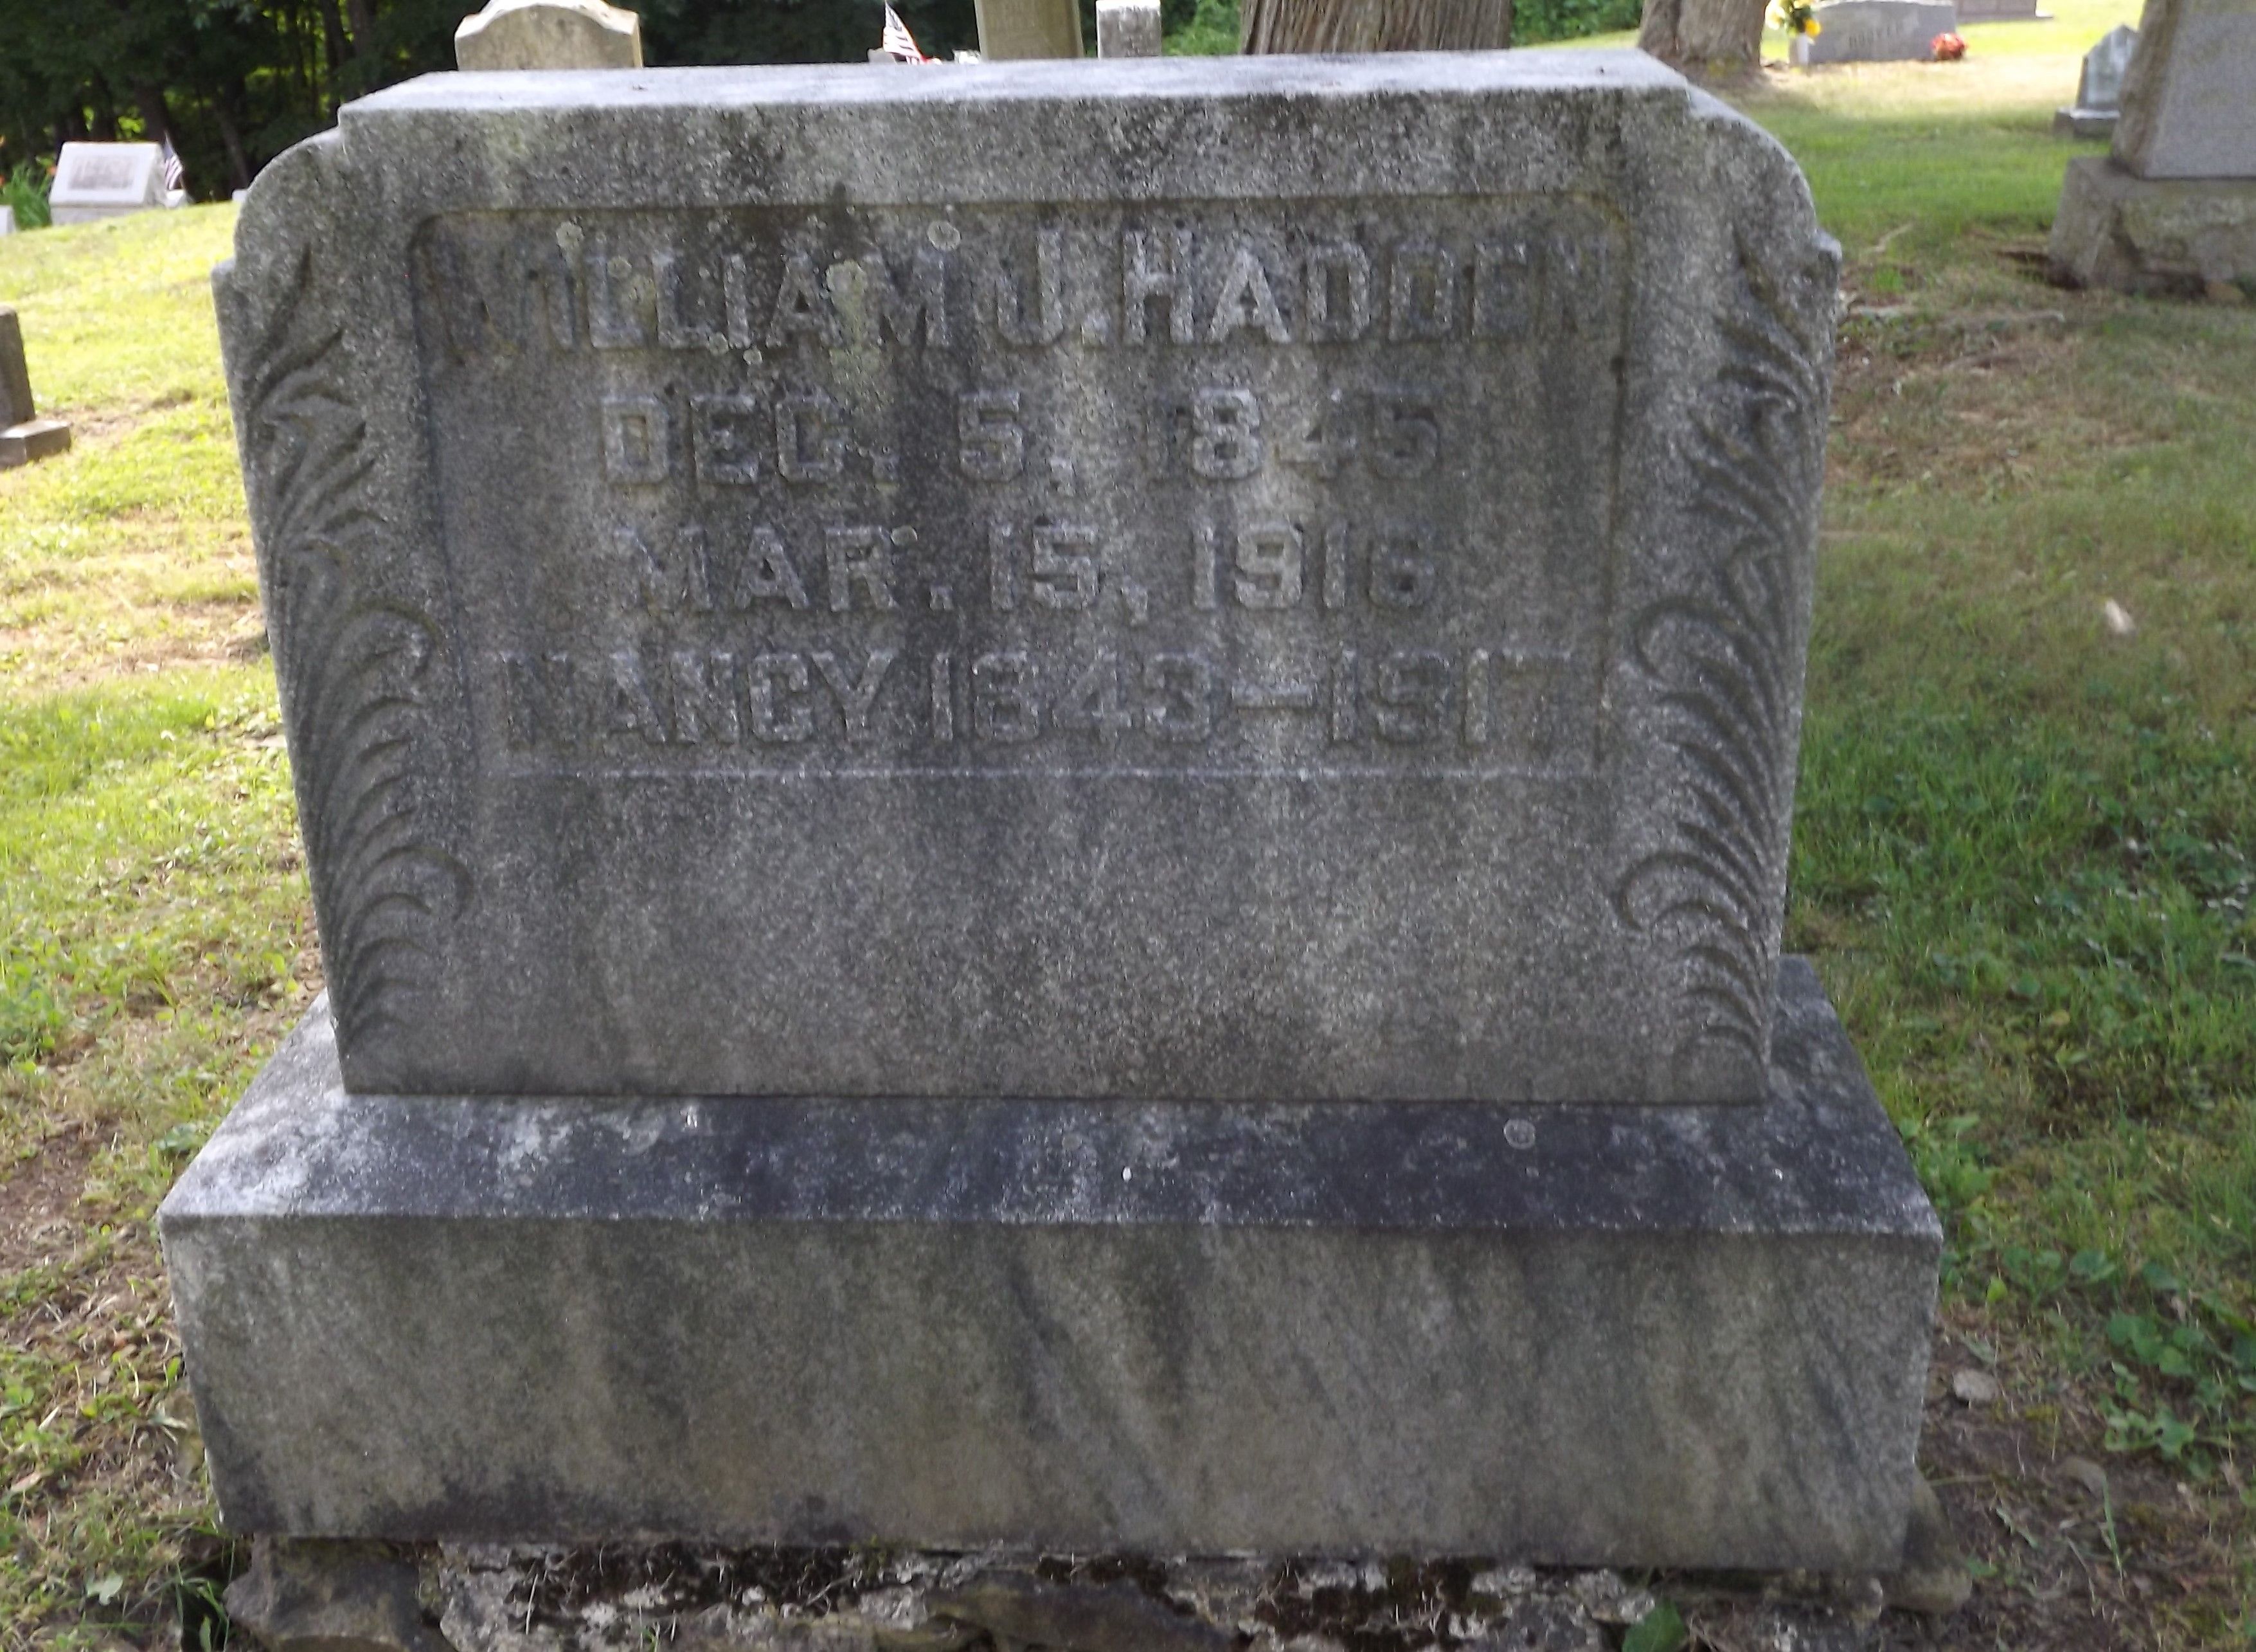 WILLIAM J. HADDEN
DEC. 5, 1845
MAR. 15, 1916
NANCY. 1843–1917